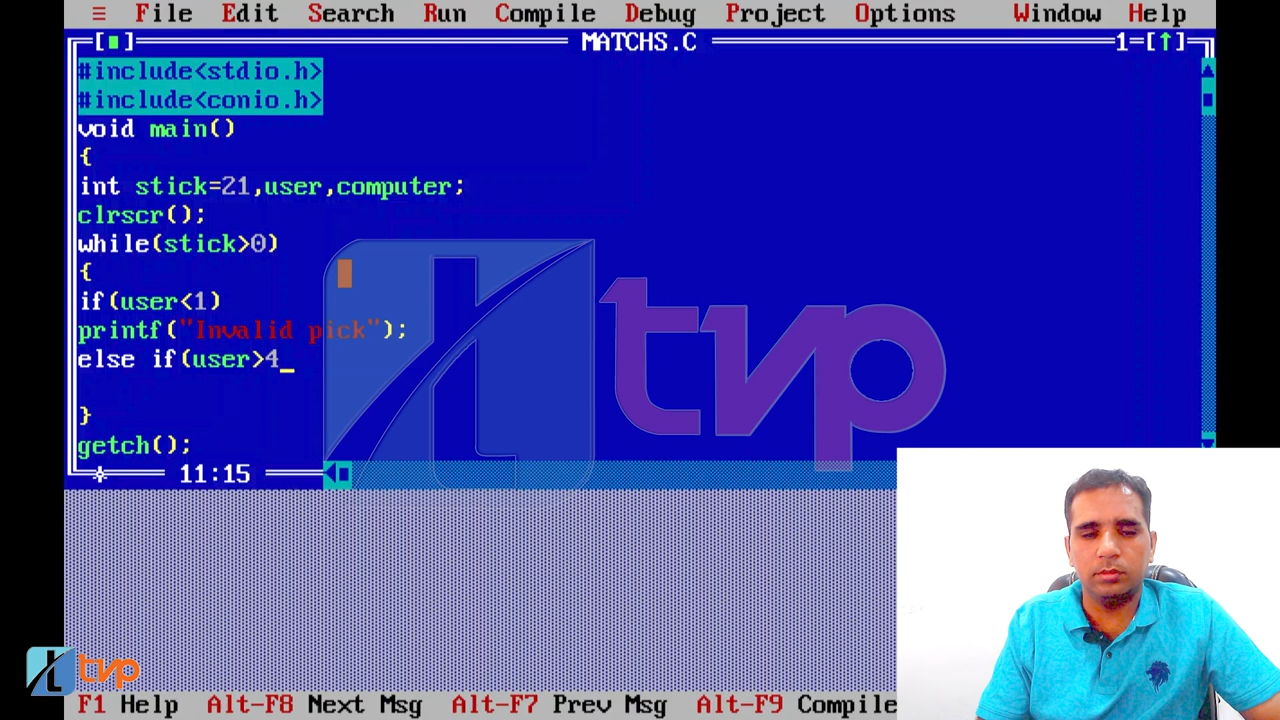 ≡ File Edit Search Run Compile Debug Project Options Window Help
[■] MATCHS.C 1=[↑]
#include<stdio.h>
#include<conio.h>
void main()
{
int stick=21,user,computer;
clrscr();
while(stick>0)
{
if(user<1)
printf("Invalid pick");
else if(user>4_
}
getch();
11:15
tvp
tvp
F1 Help Alt-F8 Next Msg Alt-F7 Prev Msg Alt-F9 Compile